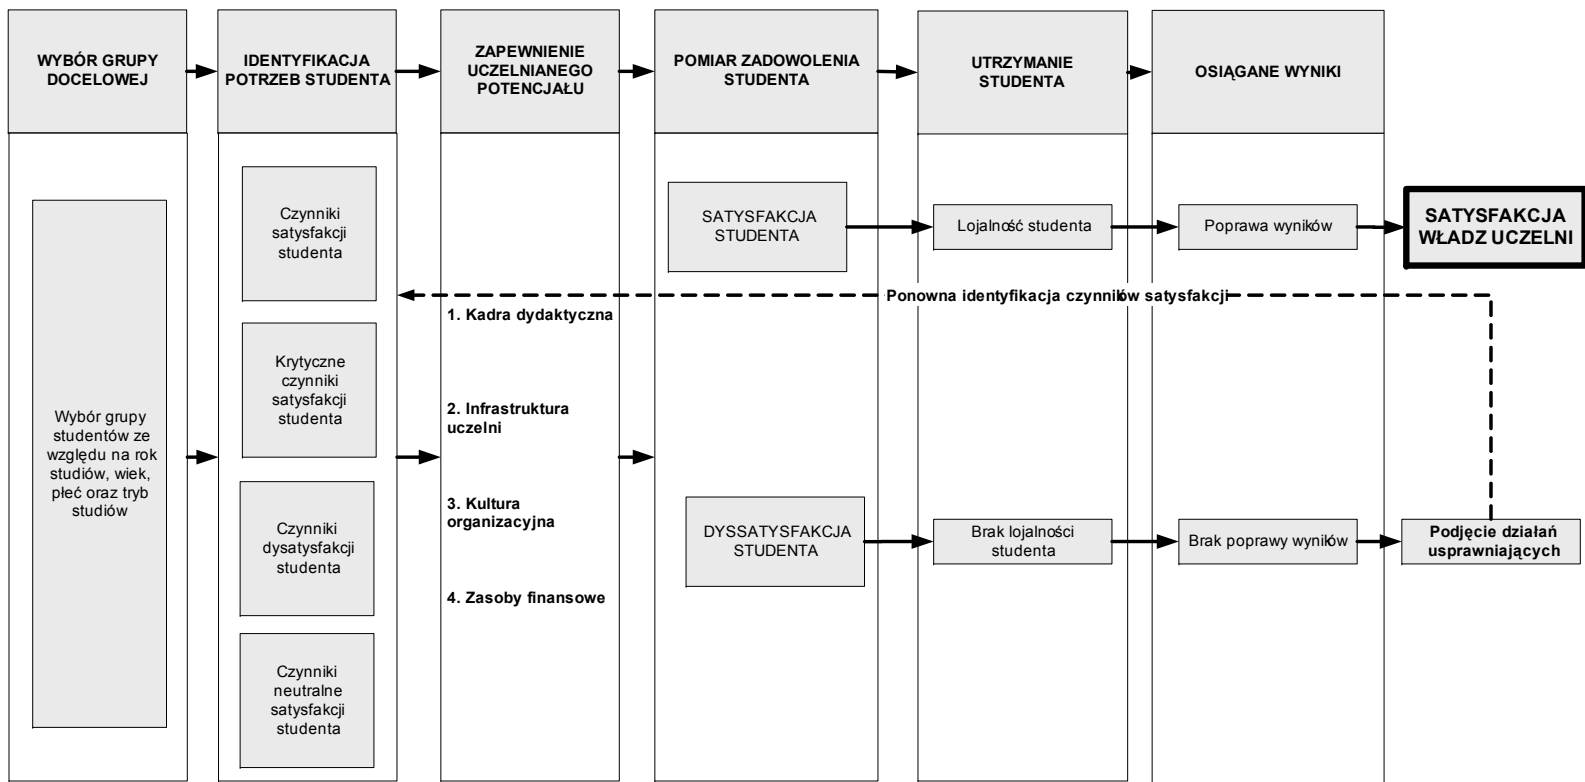 WYBÓR GRUPY
DOCELOWEJ
IDENTYFIKACJA
POTRZEB STUDENTA
ZAPEWNIENIE
UCZELNIANEGO
POTENCJAŁU
POMIAR ZADOWOLENIA
STUDENTA
UTRZYMANIE
STUDENTA
OSIĄGANE WYNIKI
Wybór grupy
studentów ze
względu na rok
studiów, wiek,
płeć oraz tryb
studiów
Czynniki
satysfakcji
studenta
Krytyczne
czynniki
satysfakcji
studenta
Czynniki
dysatysfakcji
studenta
Czynniki
neutralne
satysfakcji
studenta
1. Kadra dydaktyczna
2. Infrastruktura
uczelni
3. Kultura
organizacyjna
4. Zasoby finansowe
SATYSFAKCJA
STUDENTA
Lojalność studenta
Poprawa wyników
SATYSFAKCJA
WŁADZ UCZELNI
Ponowna identyfikacja czynników satysfakcji
DYSSATYSFAKCJA
STUDENTA
Brak lojalności
studenta
Brak poprawy wyników
Podjęcie działań
usprawniających